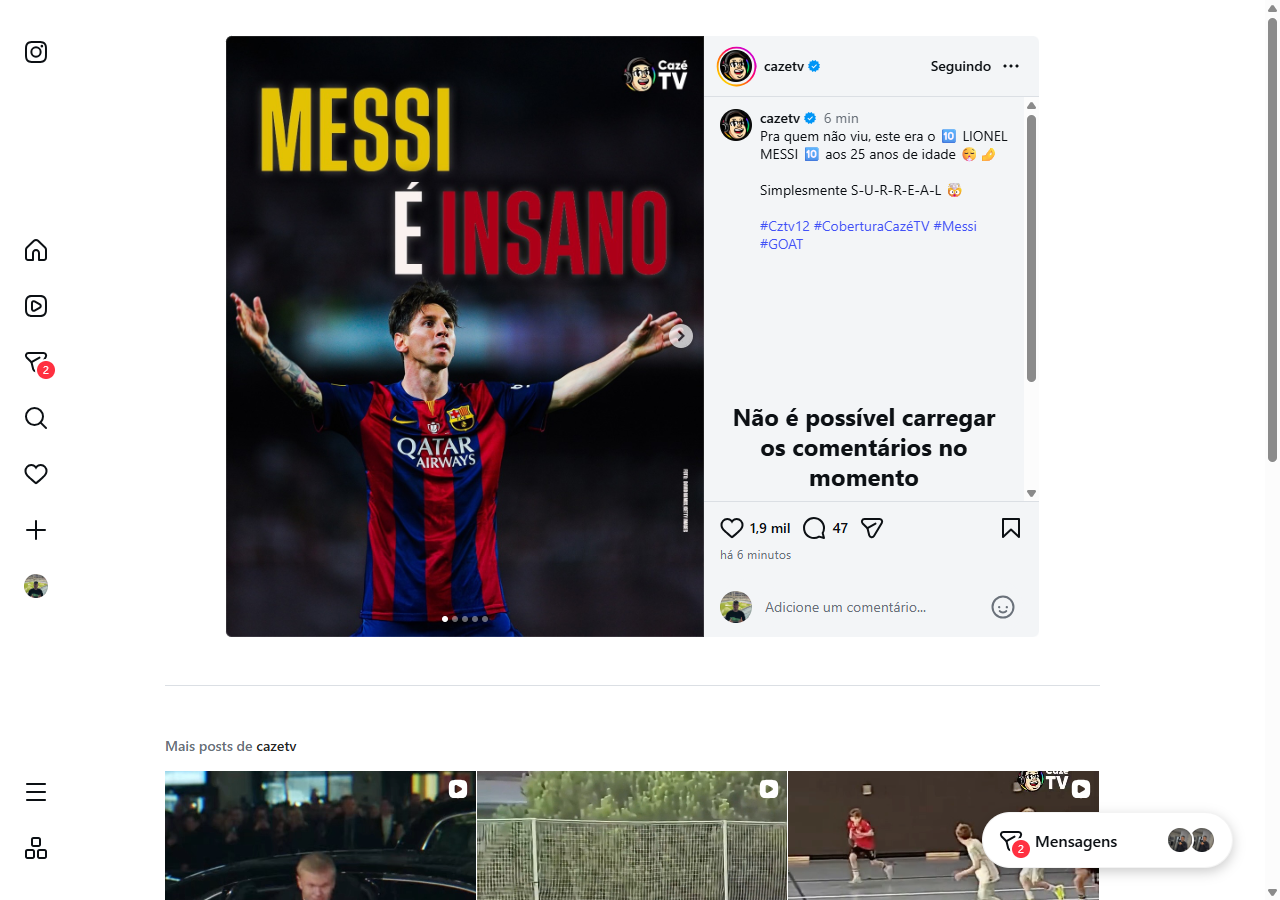 Cazé
TV
MESSI
É INSANO
QATAR
AIRWAYS
cazetv
Seguindo
cazetv 6 min
Pra quem não viu, este era o 🔟 LIONEL
MESSI 🔟 aos 25 anos de idade 😚 🤌
Simplesmente S-U-R-R-E-A-L 🤯
#Cztv12 #CoberturaCazéTV #Messi
#GOAT
Não é possível carregar
os comentários no
momento
1,9 mil 47
há 6 minutos
Adicione um comentário...
2
Mais posts de cazetv
Cazé
TV
2
Mensagens